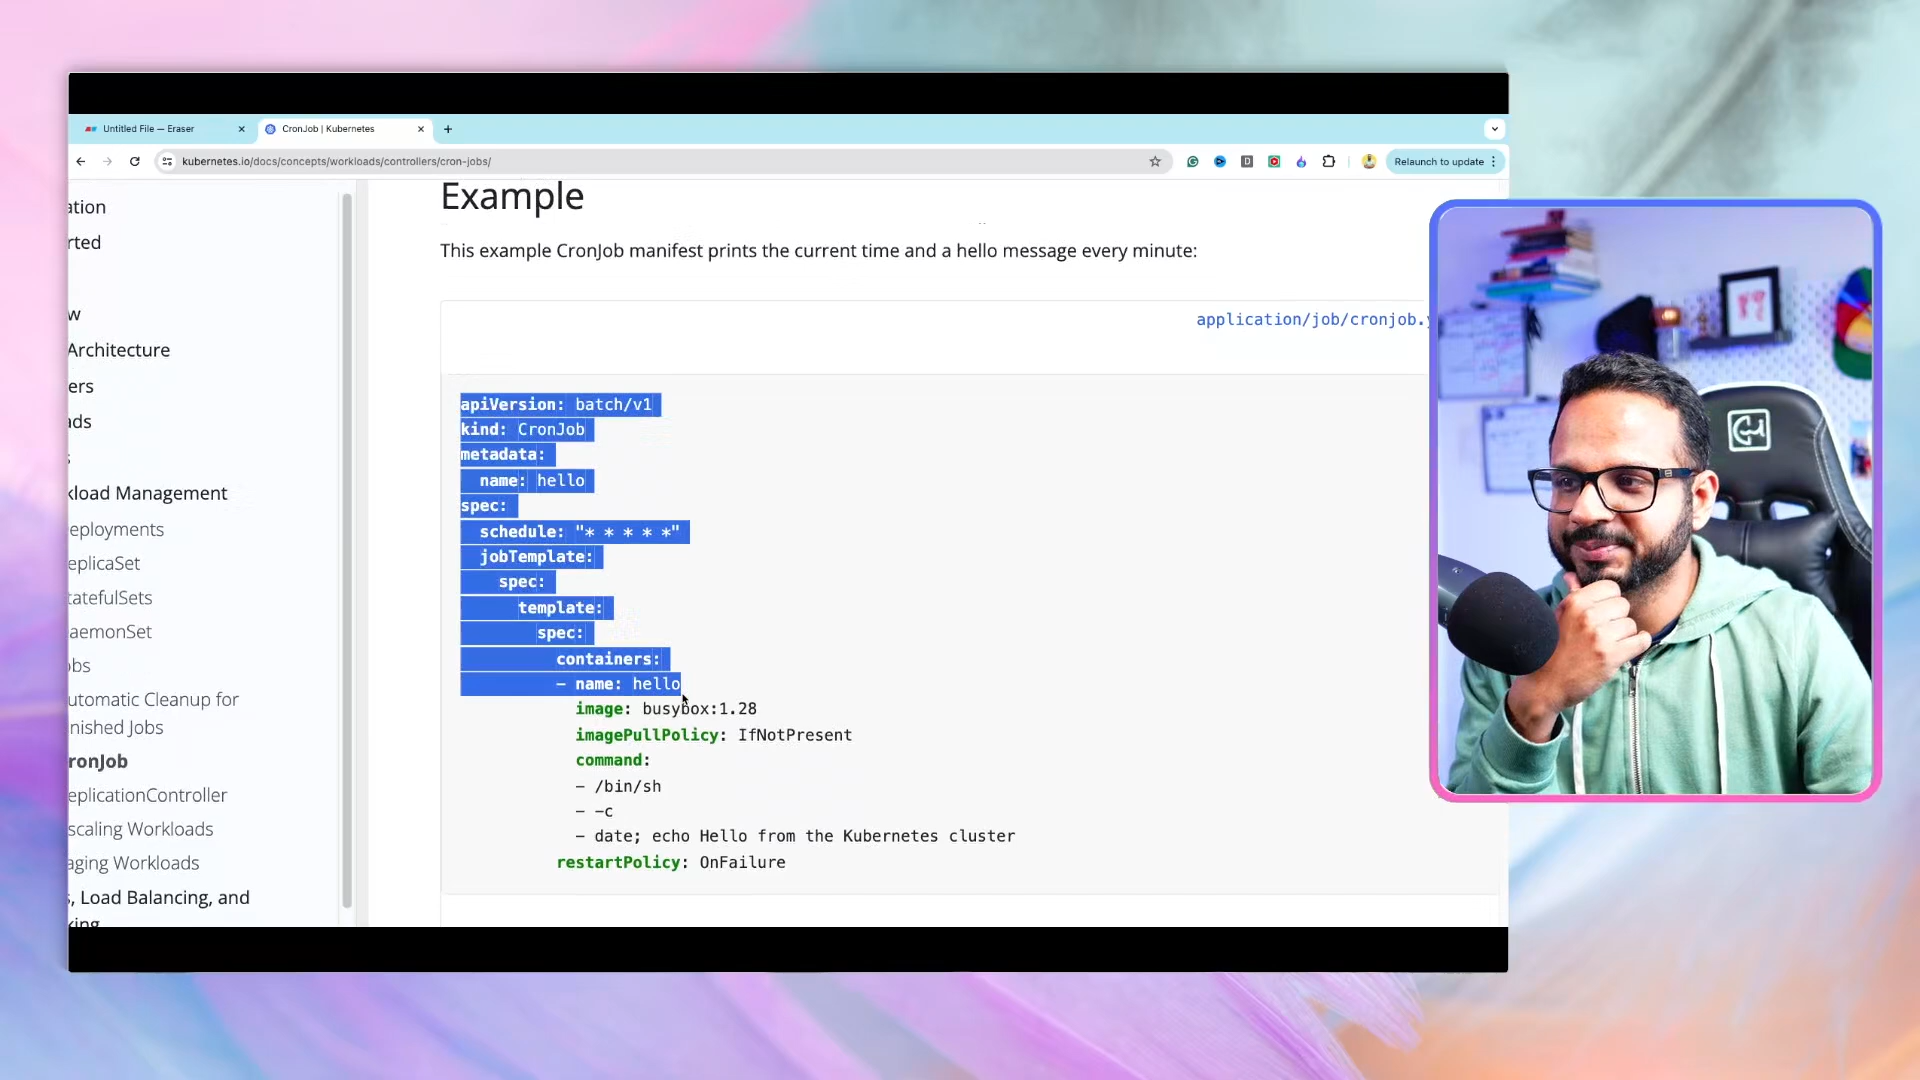 Untitled File — Eraser
CronJob | Kubernetes
kubernetes.io/docs/concepts/workloads/controllers/cron-jobs/
Relaunch to update
ation
rted
w
Architecture
ers
ads
s
kload Management
eployments
eplicaSet
tatefulSets
aemonSet
obs
utomatic Cleanup for
nished Jobs
ronJob
eplicationController
scaling Workloads
aging Workloads
s, Load Balancing, and
king
Example
This example CronJob manifest prints the current time and a hello message every minute:
application/job/cronjob.y
apiVersion: batch/v1
kind: CronJob
metadata:
  name: hello
spec:
  schedule: "* * * * *"
  jobTemplate:
    spec:
      template:
        spec:
          containers:
          - name: hello
            image: busybox:1.28
            imagePullPolicy: IfNotPresent
            command:
            - /bin/sh
            - -c
            - date; echo Hello from the Kubernetes cluster
          restartPolicy: OnFailure